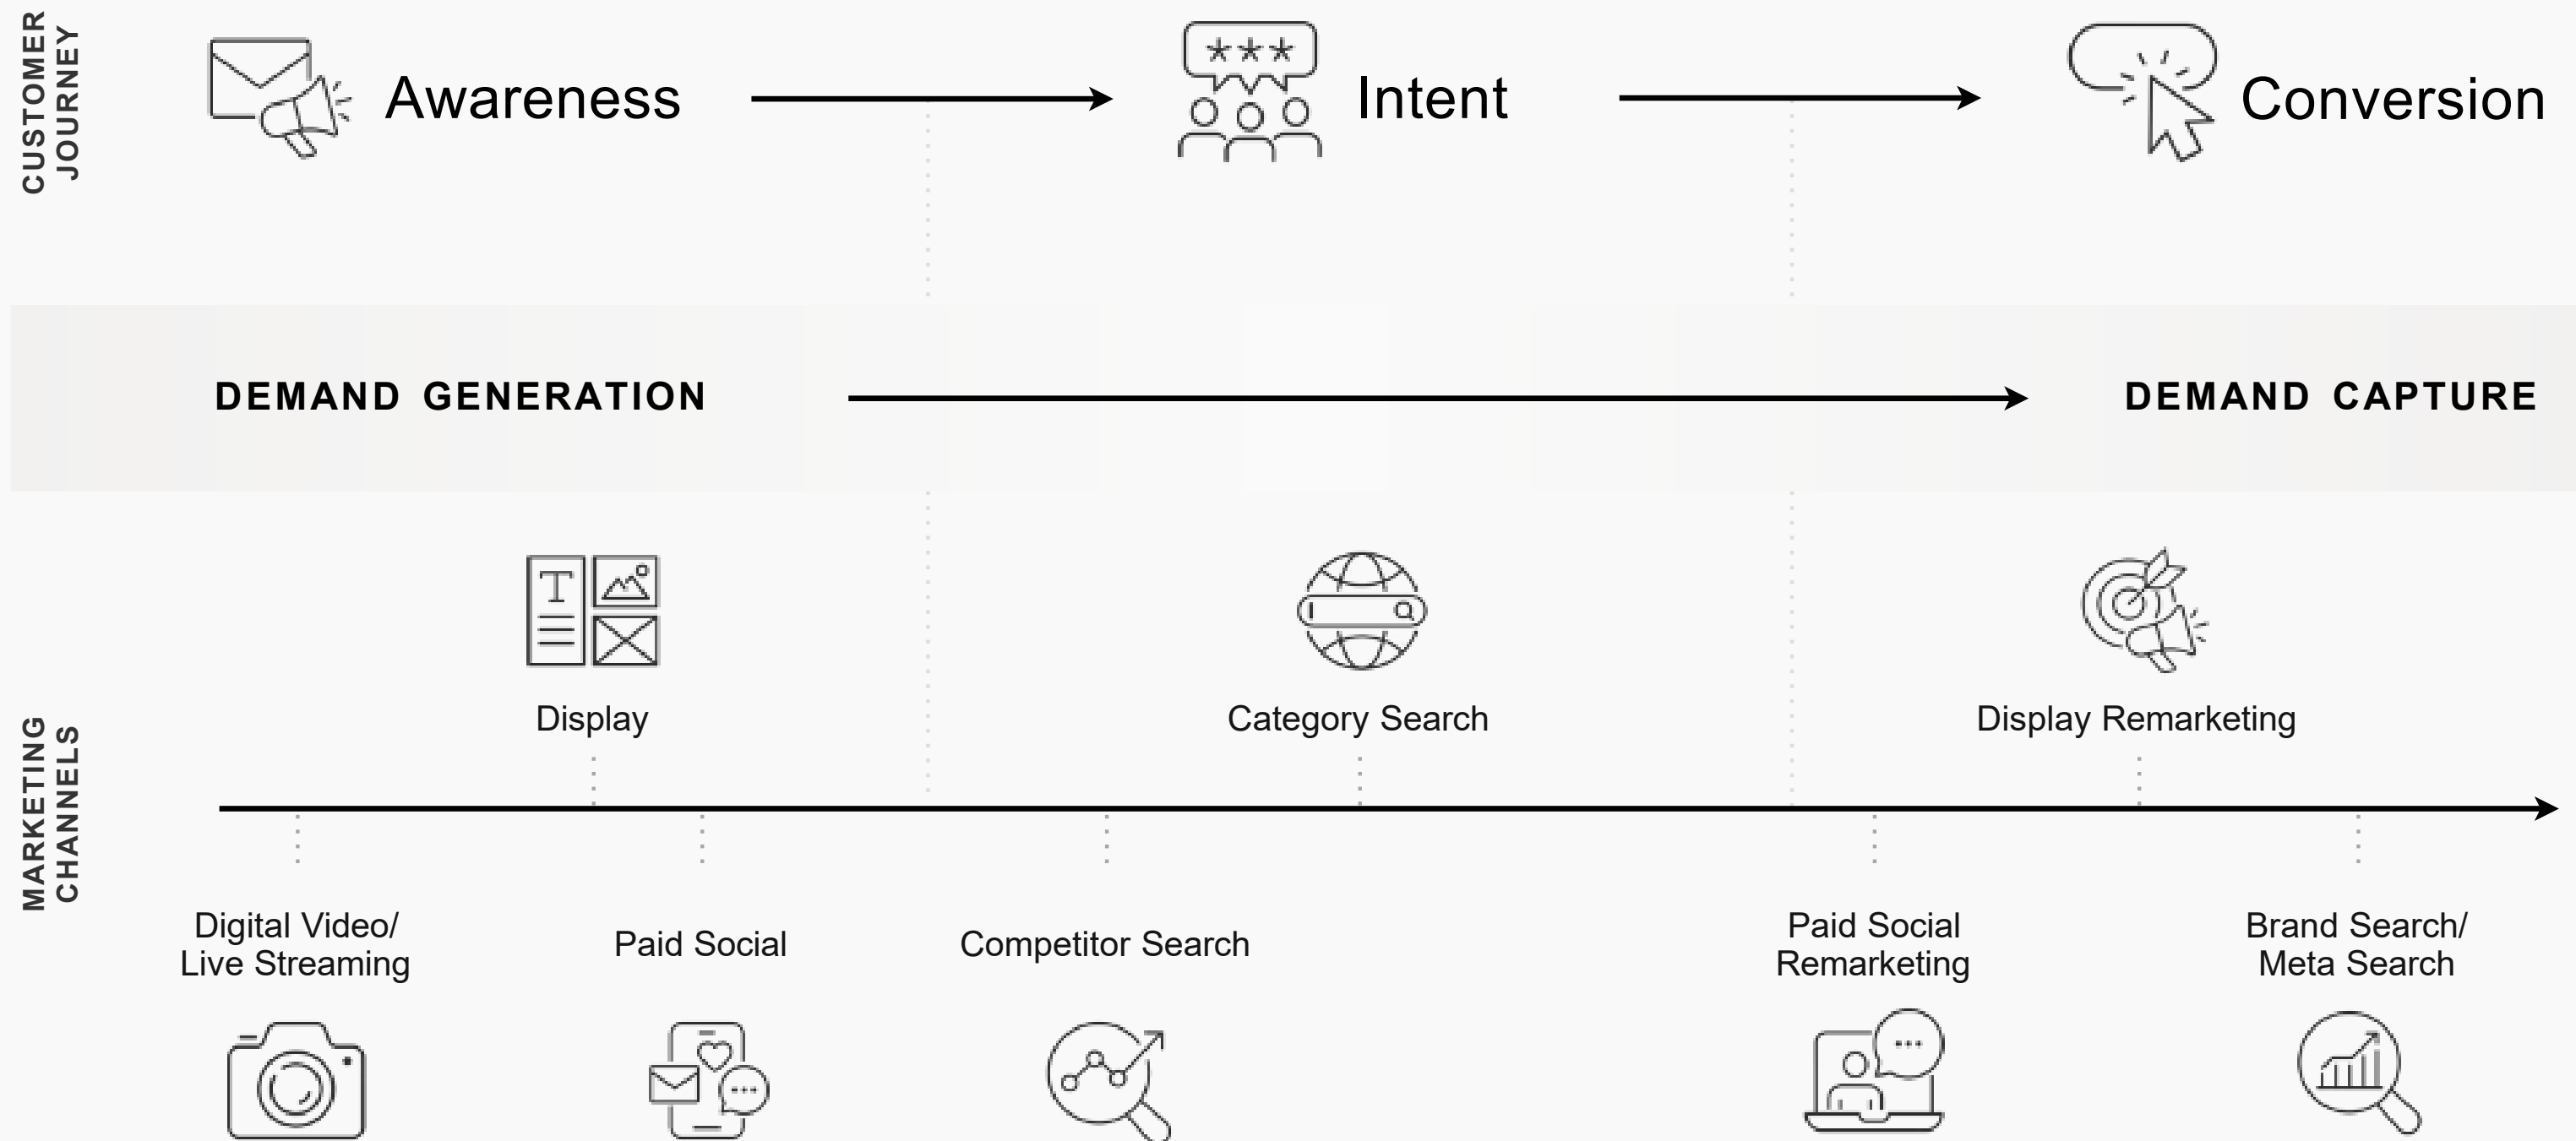 CUSTOMER
JOURNEY
Awareness
Intent
Conversion
DEMAND GENERATION
DEMAND CAPTURE
MARKETING
CHANNELS
Display
Category Search
Display Remarketing
Digital Video/
Live Streaming
Paid Social
Competitor Search
Paid Social
Remarketing
Brand Search/
Meta Search